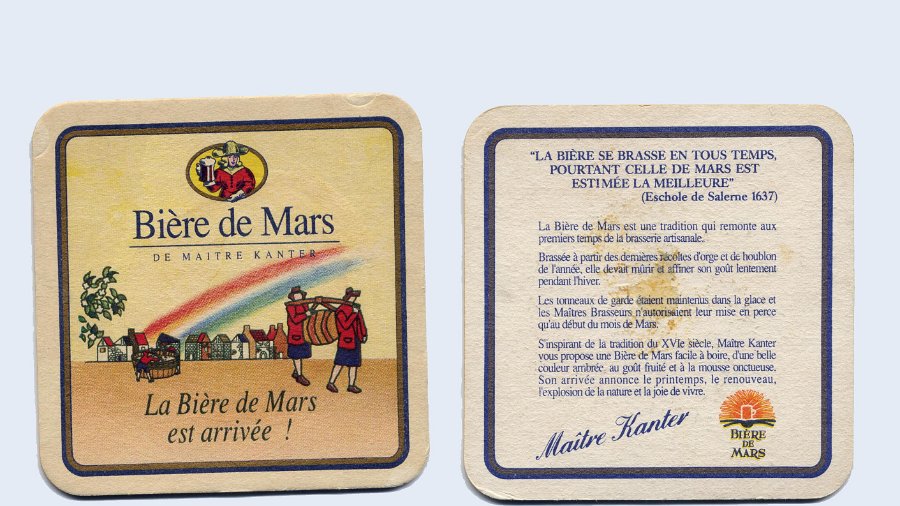 Bière de Mars
DE MAITRE KANTER
La Bière de Mars
est arrivée !
"LA BIÈRE SE BRASSE EN TOUS TEMPS,
POURTANT CELLE DE MARS EST
ESTIMÉE LA MEILLEURE"
(Eschole de Salerne 1637)
La Bière de Mars est une tradition qui remonte aux
premiers temps de la brasserie artisanale.
Brassée à partir des dernières récoltes d'orge et de houblon
de l'année, elle devait mûrir et affiner son goût lentement
pendant l'hiver.
Les tonneaux de garde étaient maintenus dans la glace et
les Maîtres Brasseurs n'autorisaient leur mise en perce
qu'au début du mois de Mars.
S'inspirant de la tradition du XVIe siècle, Maître Kanter
vous propose une Bière de Mars facile à boire, d'une belle
couleur ambrée, au goût fruité et à la mousse onctueuse.
Son arrivée annonce le printemps, le renouveau,
l'explosion de la nature et la joie de vivre.
Maître Kanter
BIÈRE
DE
MARS